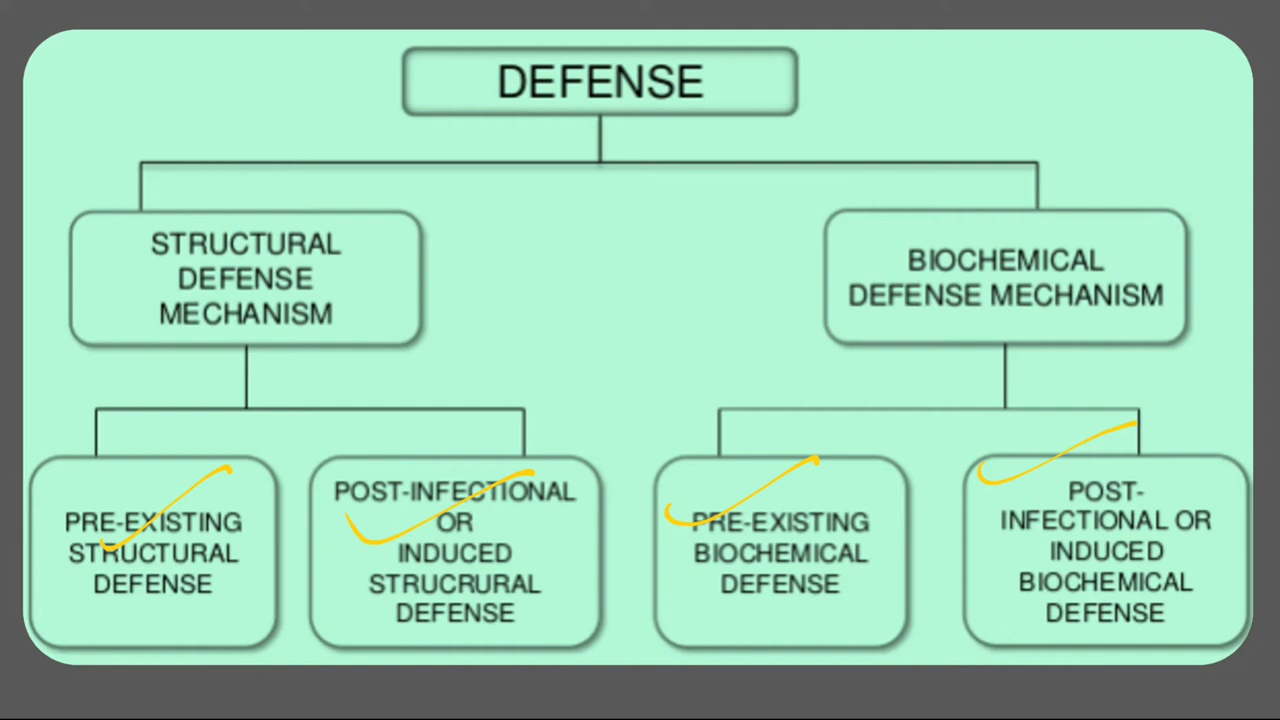 DEFENSE
STRUCTURAL
DEFENSE
MECHANISM
BIOCHEMICAL
DEFENSE MECHANISM
PRE-EXISTING
STRUCTURAL
DEFENSE
POST-INFECTIONAL
OR
INDUCED
STRUCRURAL
DEFENSE
PRE-EXISTING
BIOCHEMICAL
DEFENSE
POST-
INFECTIONAL OR
INDUCED
BIOCHEMICAL
DEFENSE